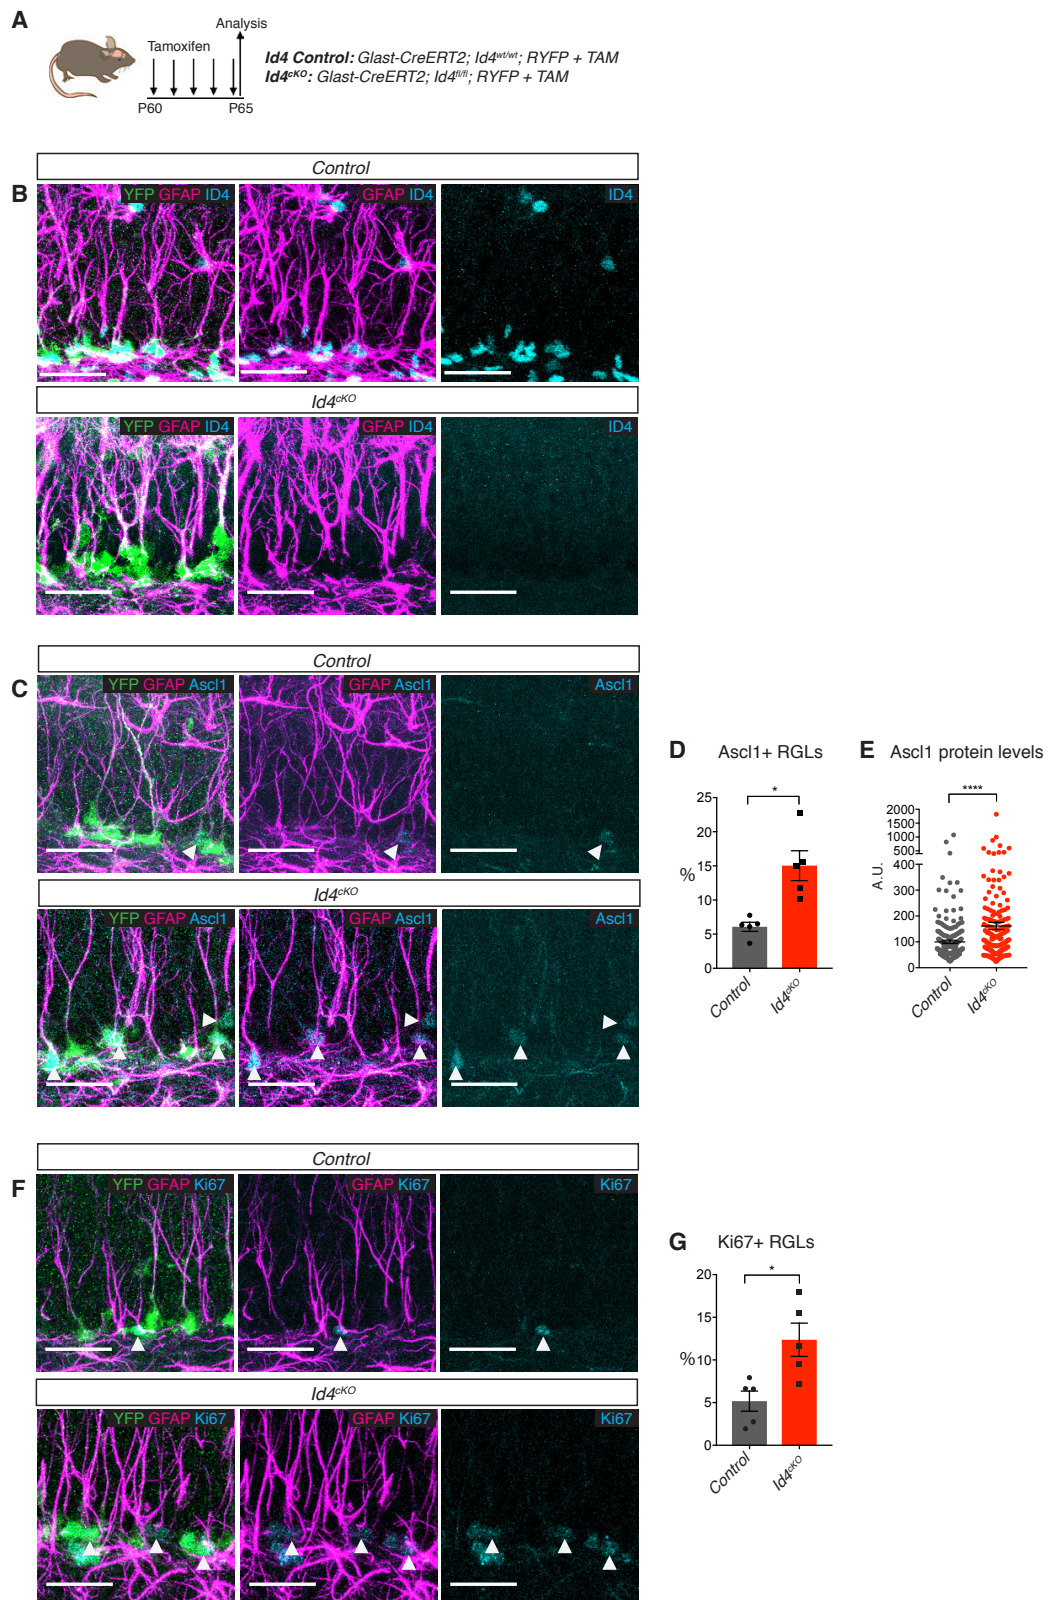 A
Analysis
Tamoxifen
P60 P65
Id4 Control: Glast-CreERT2; Id4wt/wt; RYFP + TAM
Id4cKO: Glast-CreERT2; Id4fl/fl; RYFP + TAM
Control
B
YFP GFAP ID4
GFAP ID4
ID4
Id4cKO
YFP GFAP ID4
GFAP ID4
ID4
Control
C
YFP GFAP Ascl1
GFAP Ascl1
Ascl1
Id4cKO
YFP GFAP Ascl1
GFAP Ascl1
Ascl1
D Ascl1+ RGLs
25
20
15
10
5
0
%
*
Control
Id4cKO
E Ascl1 protein levels
2000
1500
1000
500
400
300
200
100
0
A.U.
****
Control
Id4cKO
Control
F
YFP GFAP Ki67
GFAP Ki67
Ki67
Id4cKO
YFP GFAP Ki67
GFAP Ki67
Ki67
G Ki67+ RGLs
20
15
10
5
0
%
*
Control
Id4cKO